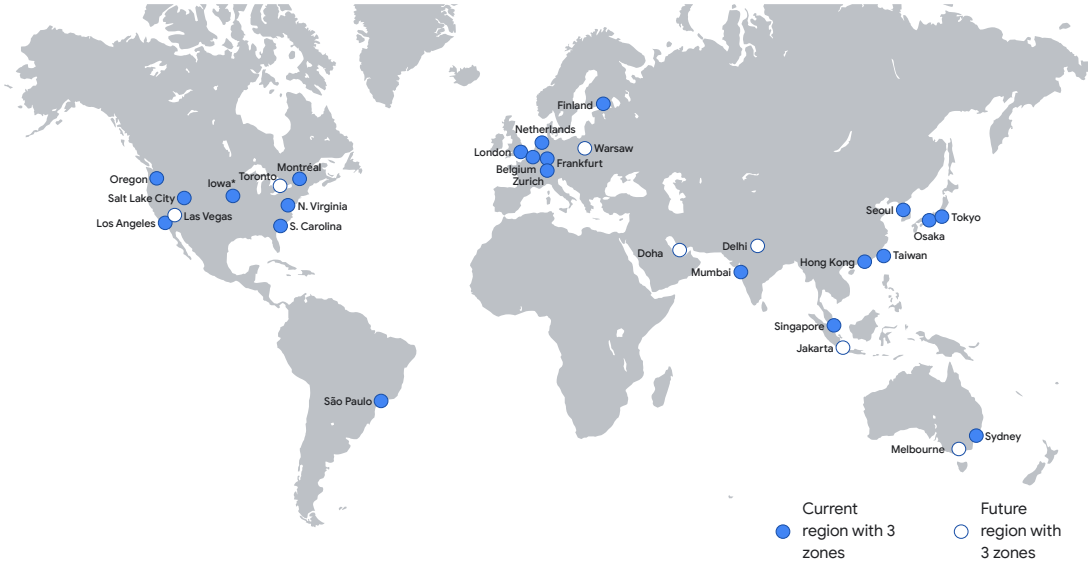 Finland
Netherlands
London
Warsaw
Frankfurt
Belgium
Zurich
Montréal
Toronto
Iowa*
Oregon
Salt Lake City
N. Virginia
Las Vegas
Los Angeles
S. Carolina
Seoul
Tokyo
Osaka
Doha
Delhi
Taiwan
Hong Kong
Mumbai
Singapore
Jakarta
São Paulo
Sydney
Melbourne
Current
region with 3
zones
Future
region with
3 zones